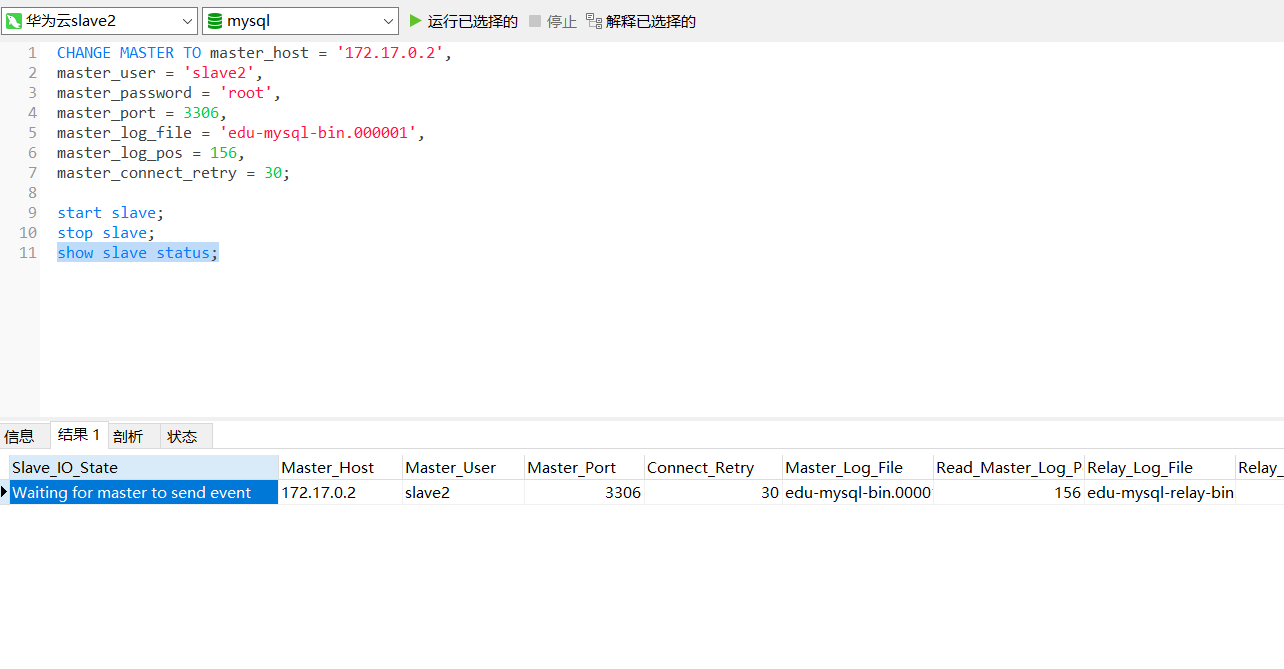 华为云slave2 mysql 运行已选择的 停止 解释已选择的
1 CHANGE MASTER TO master_host = '172.17.0.2',
2 master_user = 'slave2',
3 master_password = 'root',
4 master_port = 3306,
5 master_log_file = 'edu-mysql-bin.000001',
6 master_log_pos = 156,
7 master_connect_retry = 30;
8
9 start slave;
10 stop slave;
11 show slave status;
信息 结果 1 剖析 状态
Slave_IO_State Master_Host Master_User Master_Port Connect_Retry Master_Log_File Read_Master_Log_P Relay_Log_File Relay_
Waiting for master to send event 172.17.0.2 slave2 3306 30 edu-mysql-bin.0000 156 edu-mysql-relay-bin